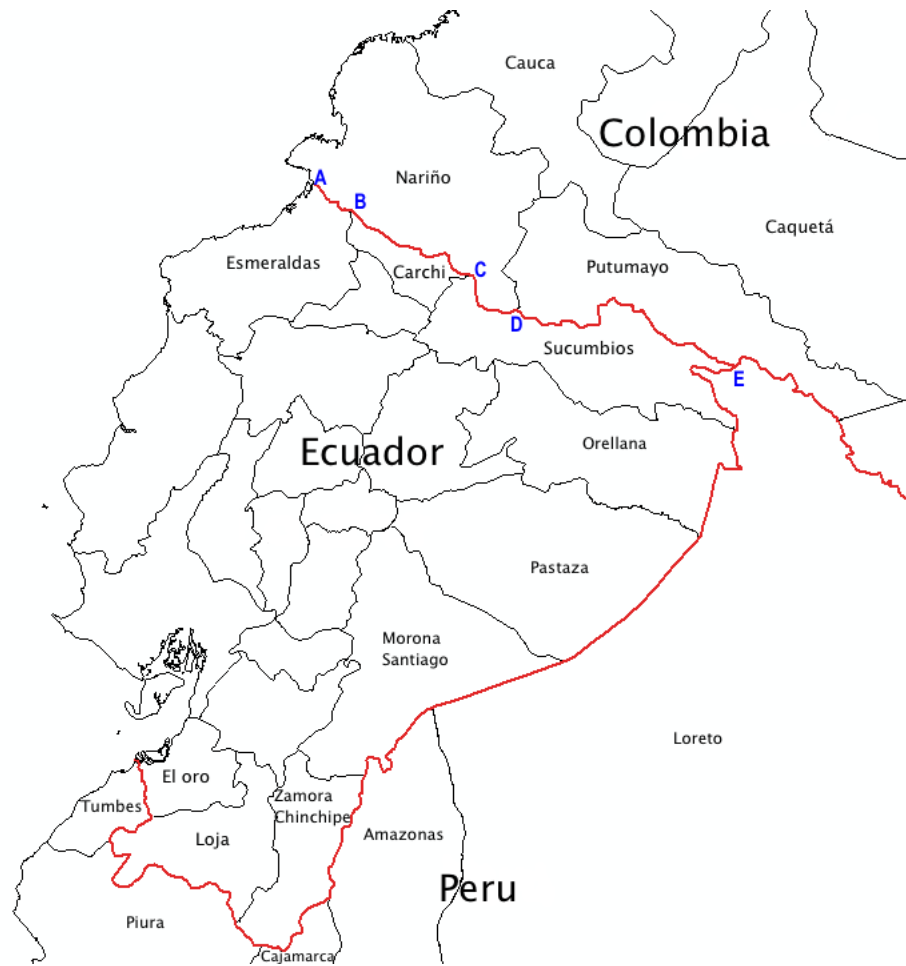 Cauca
Colombia
A
Nariño
B
Caquetá
Esmeraldas
Carchi
C
Putumayo
D
Sucumbios
E
Ecuador
Orellana
Pastaza
Morona
Santiago
Loreto
El oro
Zamora
Chinchipe
Tumbes
Loja
Amazonas
Peru
Piura
Cajamarca